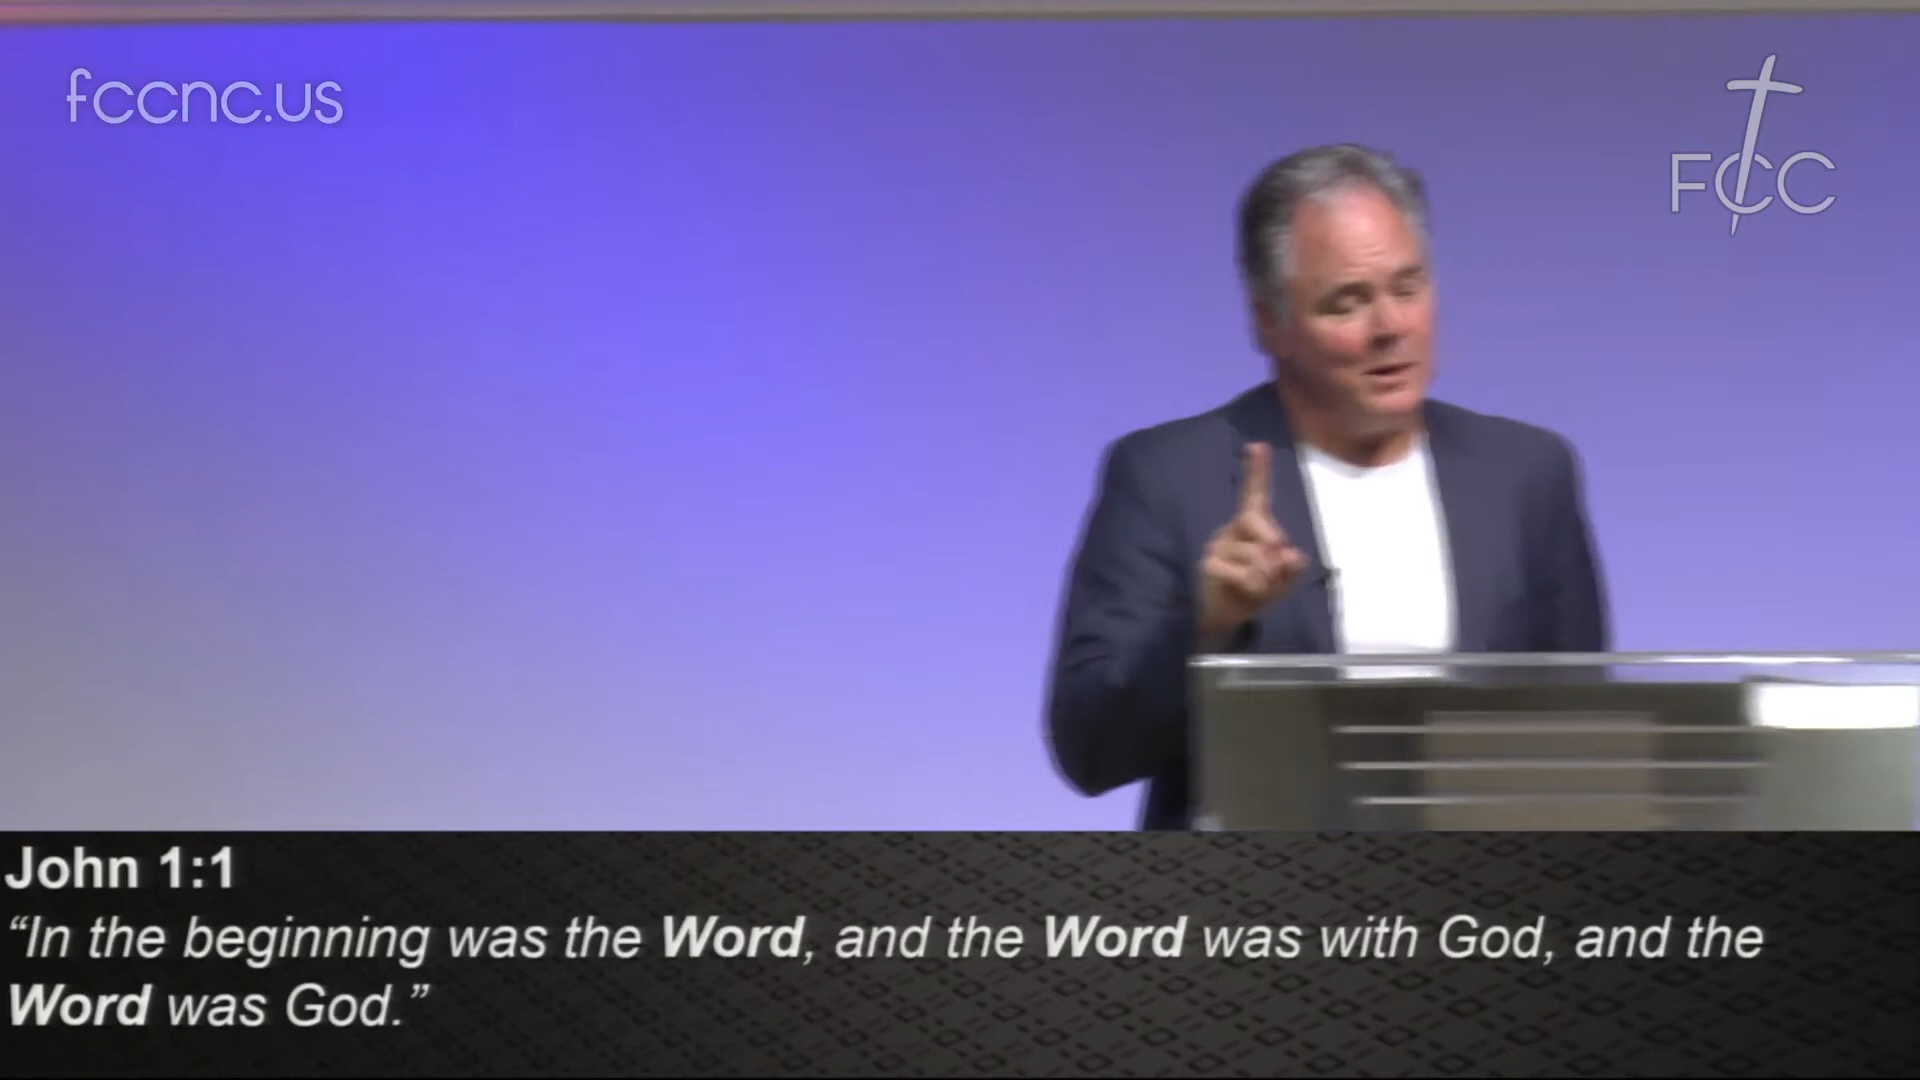 fccnc.us
FCC
John 1:1
“In the beginning was the Word, and the Word was with God, and the
Word was God.”